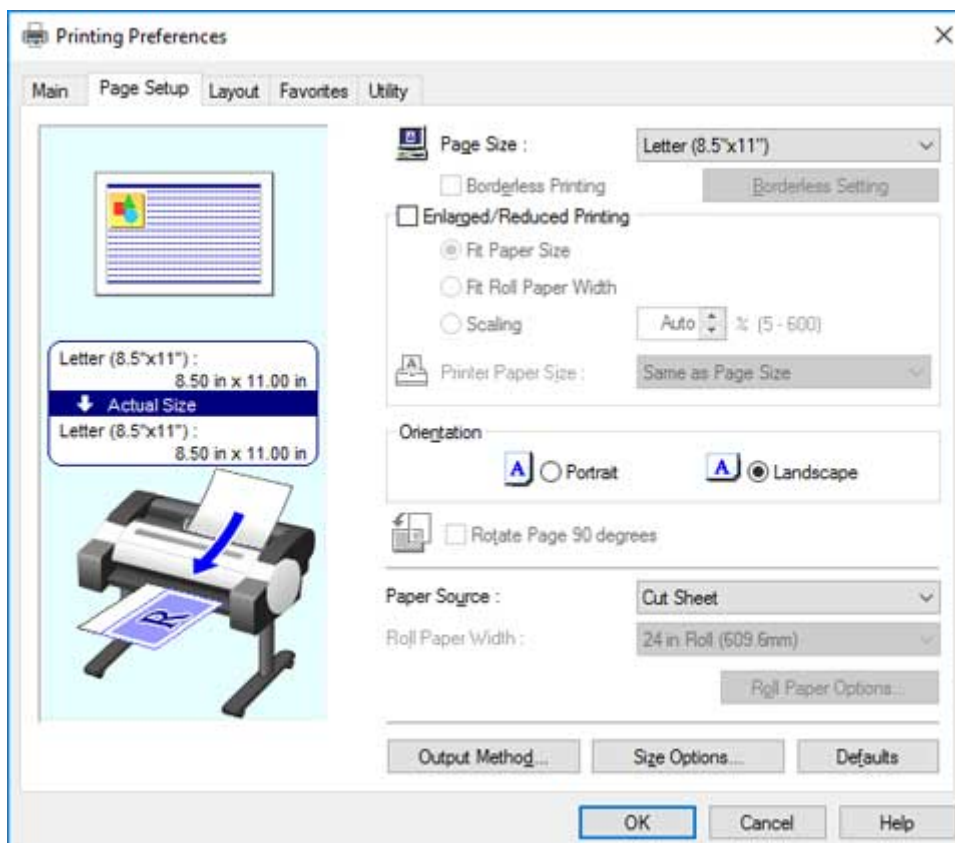 Printing Preferences
Main Page Setup Layout Favorites Utility
Page Size : Letter (8.5"x11")
Borderless Printing Borderless Setting
Enlarged/Reduced Printing
Fit Paper Size
Fit Roll Paper Width
Scaling Auto % (5 - 600)
Printer Paper Size : Same as Page Size
Letter (8.5"x11") :
8.50 in x 11.00 in
Actual Size
Letter (8.5"x11") :
8.50 in x 11.00 in
Orientation
A Portrait A Landscape
Rotate Page 90 degrees
R
Paper Source : Cut Sheet
Roll Paper Width : 24 in Roll (609.6mm)
Roll Paper Options...
Output Method... Size Options... Defaults
OK Cancel Help